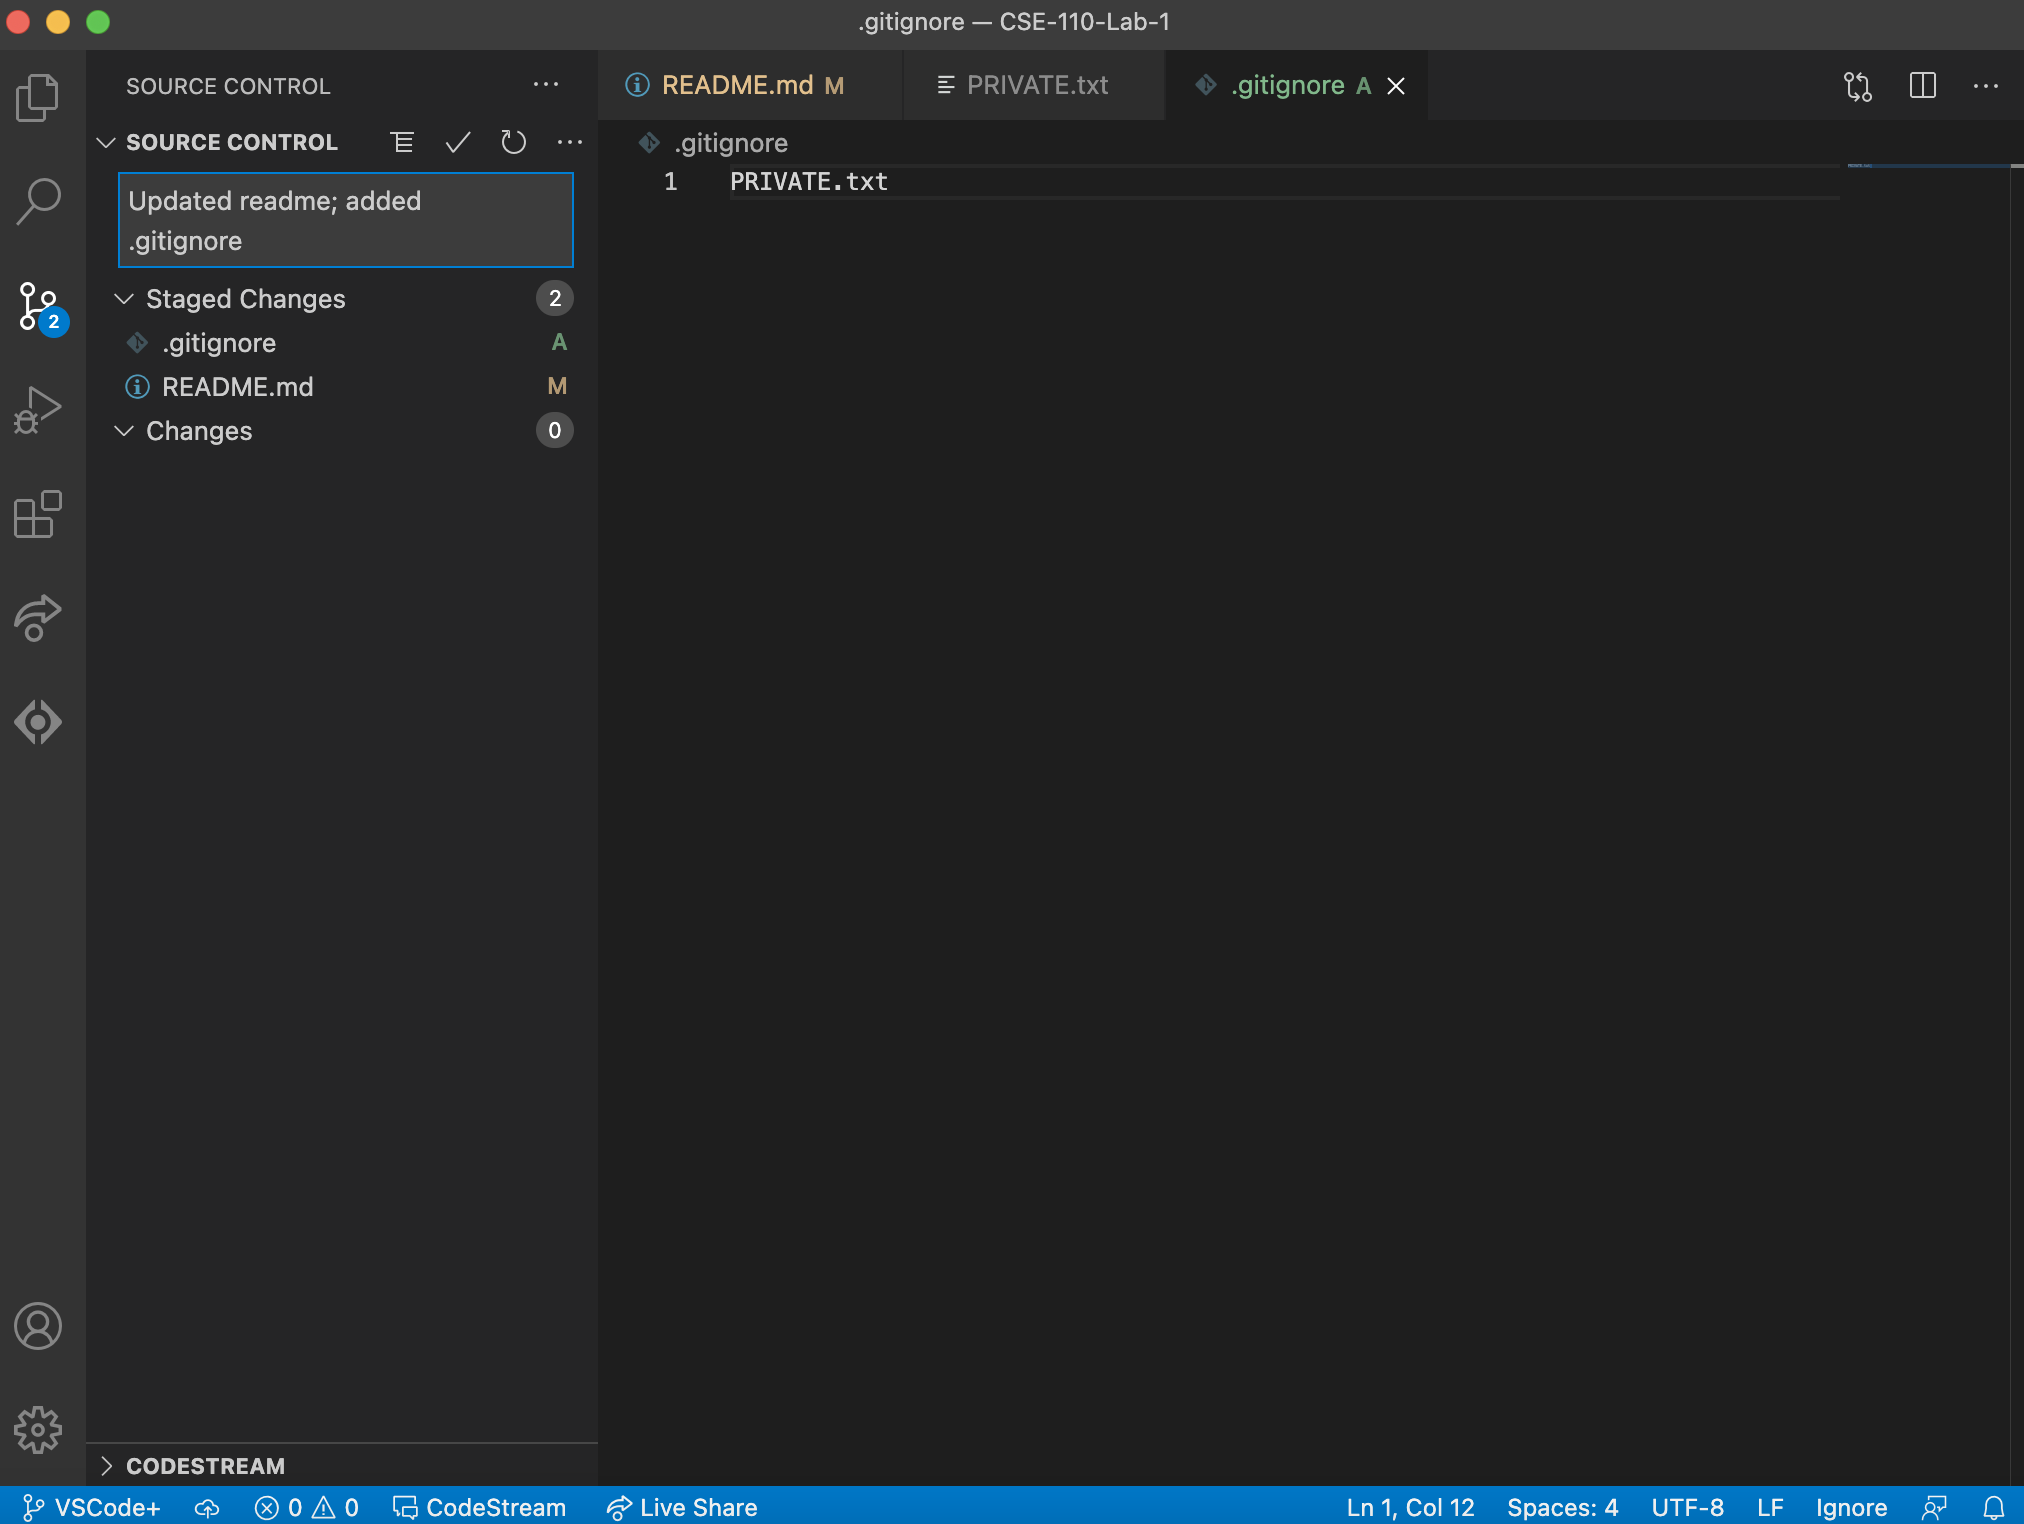 .gitignore — CSE-110-Lab-1
SOURCE CONTROL
README.md M
PRIVATE.txt
.gitignore A
SOURCE CONTROL
.gitignore
1 PRIVATE.txt
Updated readme; added
.gitignore
Staged Changes 2
.gitignore A
README.md M
Changes 0
2
CODESTREAM
VSCode+ 0 0 CodeStream Live Share Ln 1, Col 12 Spaces: 4 UTF-8 LF Ignore